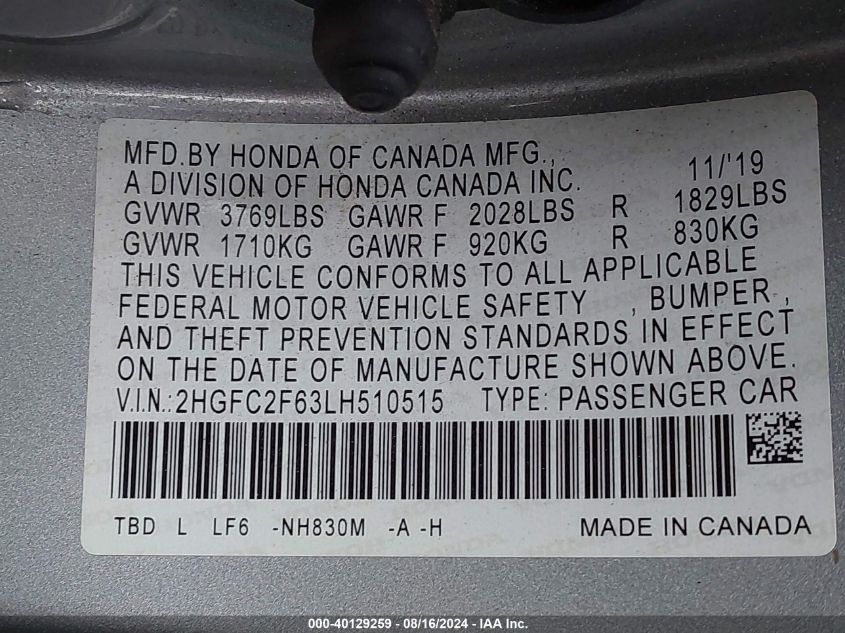 MFD.BY HONDA OF CANADA MFG.,
A DIVISION OF HONDA CANADA INC. 11/'19
GVWR 3769LBS GAWR F 2028LBS R 1829LBS
GVWR 1710KG GAWR F 920KG R 830KG
THIS VEHICLE CONFORMS TO ALL APPLICABLE
FEDERAL MOTOR VEHICLE SAFETY , BUMPER ,
AND THEFT PREVENTION STANDARDS IN EFFECT
ON THE DATE OF MANUFACTURE SHOWN ABOVE.
V.I.N.:2HGFC2F63LH510515 TYPE: PASSENGER CAR
TBD L LF6 -NH830M -A -H MADE IN CANADA
000-40129259 - 08/16/2024 - IAA Inc.